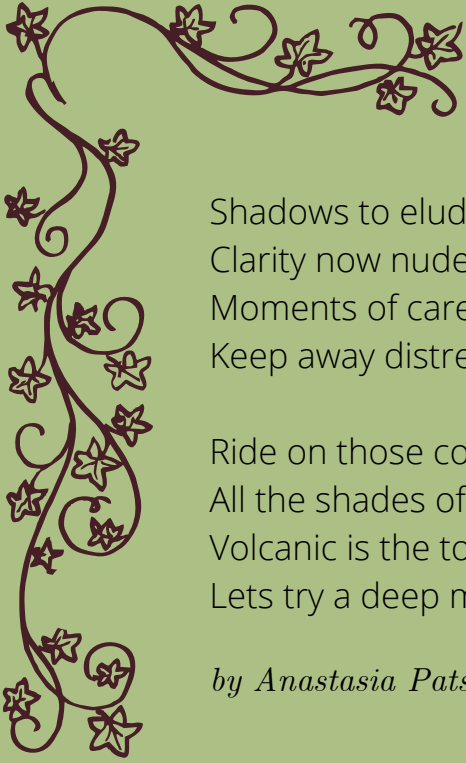 Shadows to elud
Clarity now nude
Moments of care
Keep away distre
Ride on those co
All the shades of
Volcanic is the to
Lets try a deep m
by Anastasia Pats